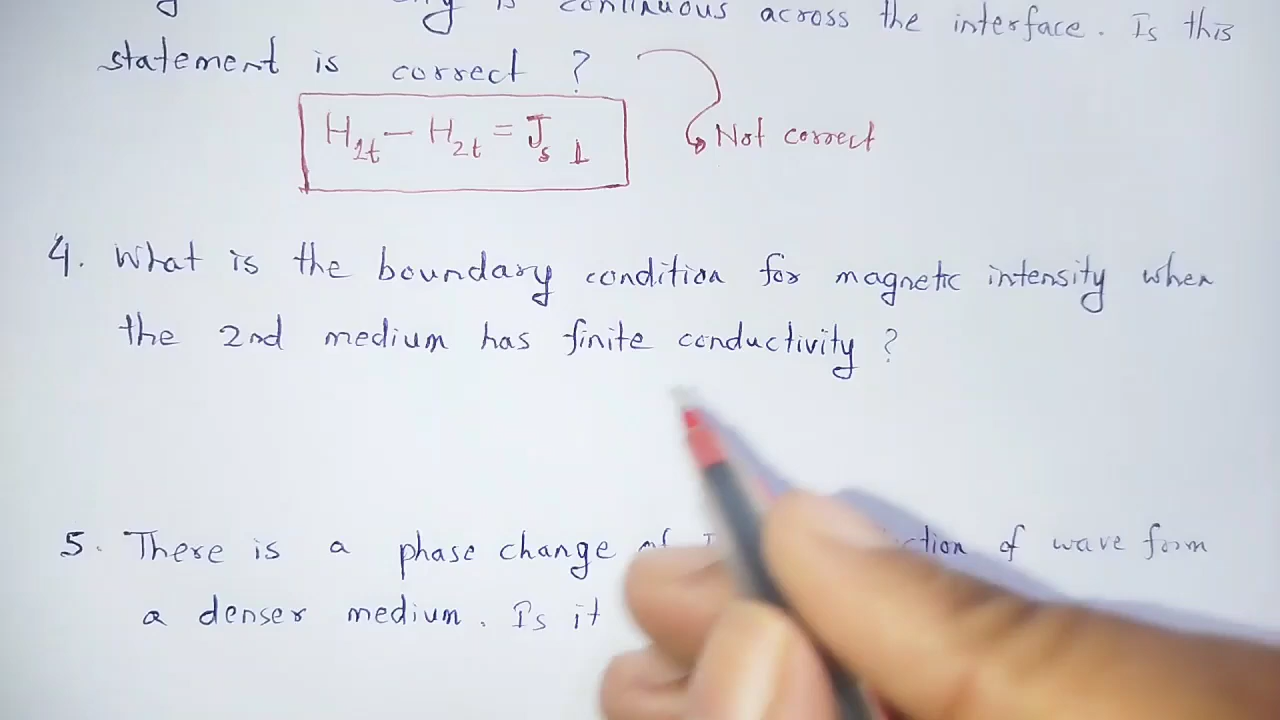 is continuous across the interface. Is this
statement is correct ?
H1t - H2t = Js⊥
Not correct
4. What is the boundary condition for magnetic intensity when
the 2nd medium has finite conductivity ?
5. There is a phase change of of wave form
a denser medium. Is it